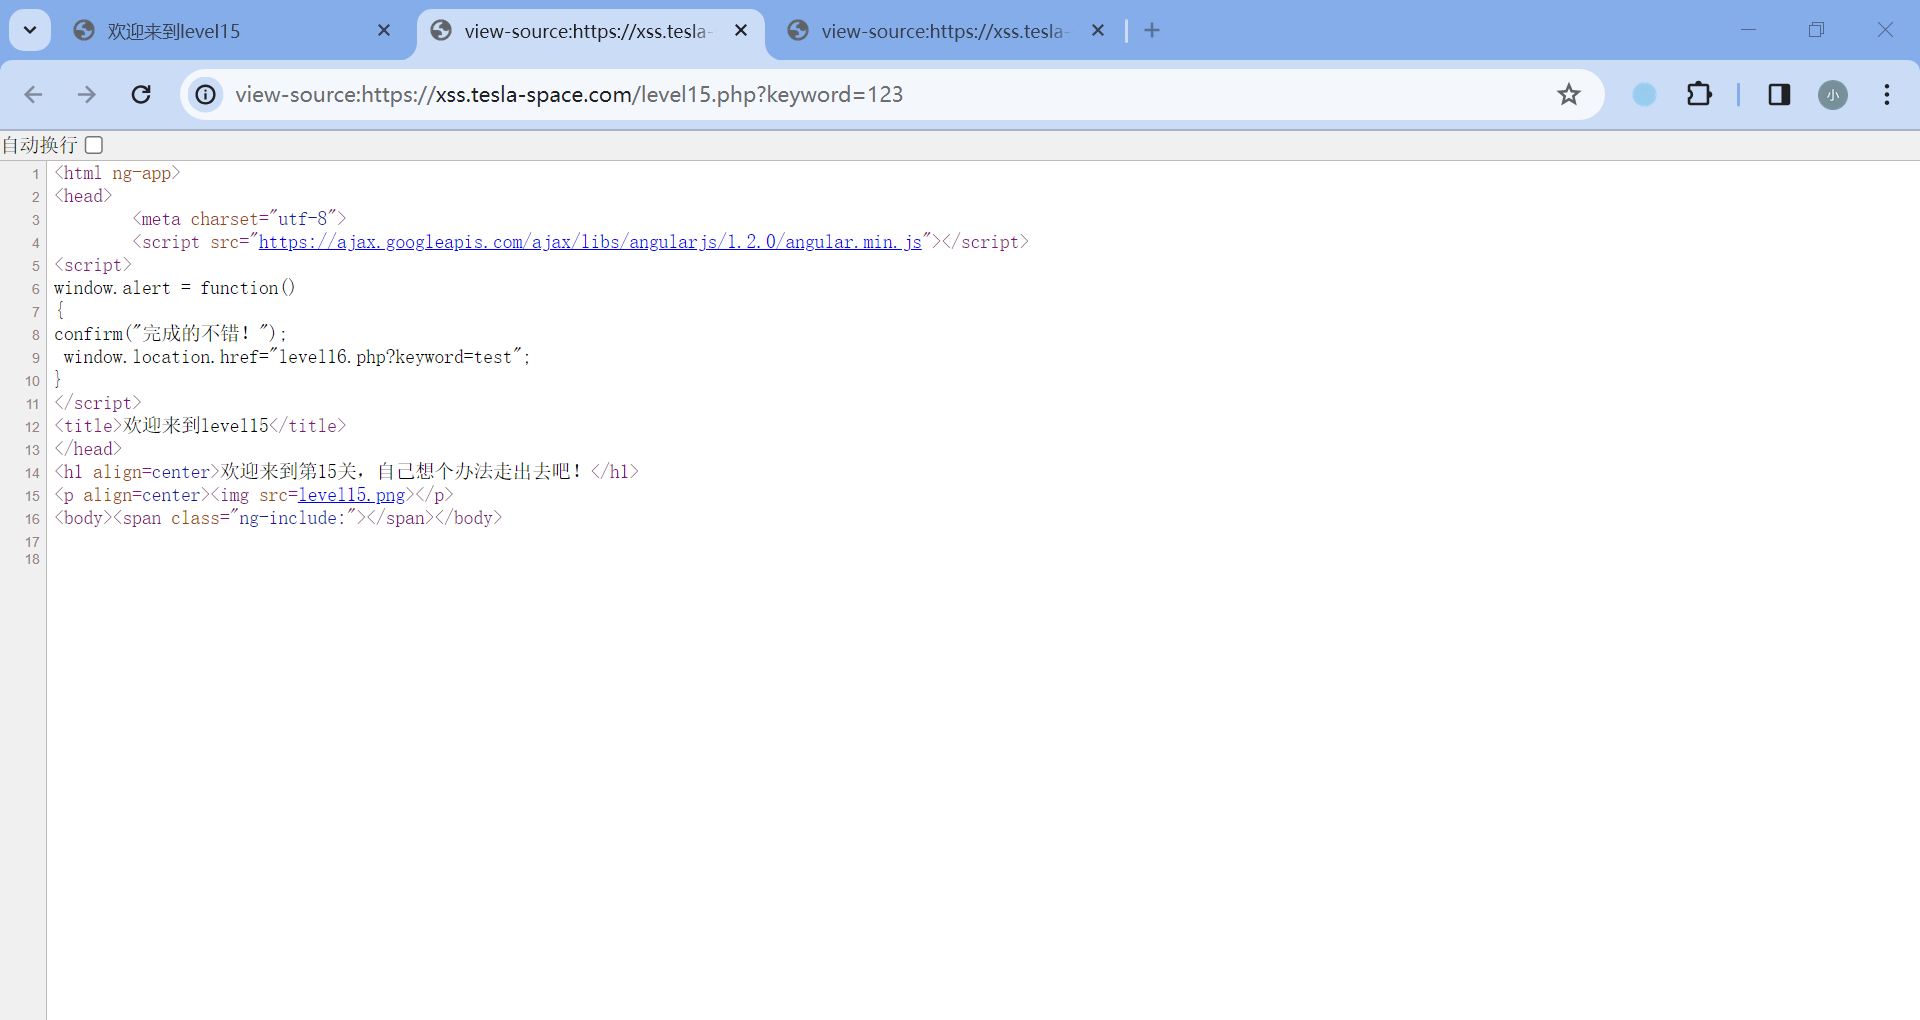 欢迎来到level15
view-source:https://xss.tesla-
view-source:https://xss.tesla-
view-source:https://xss.tesla-space.com/level15.php?keyword=123
小
自动换行
1 <html ng-app>
2 <head>
3 <meta charset="utf-8">
4 <script src="https://ajax.googleapis.com/ajax/libs/angularjs/1.2.0/angular.min.js"></script>
5 <script>
6 window.alert = function()
7 {
8 confirm("完成的不错！");
9 window.location.href="level16.php?keyword=test";
10 }
11 </script>
12 <title>欢迎来到level15</title>
13 </head>
14 <h1 align=center>欢迎来到第15关，自己想个办法走出去吧！</h1>
15 <p align=center><img src=level15.png></p>
16 <body><span class="ng-include:"></span></body>
17
18